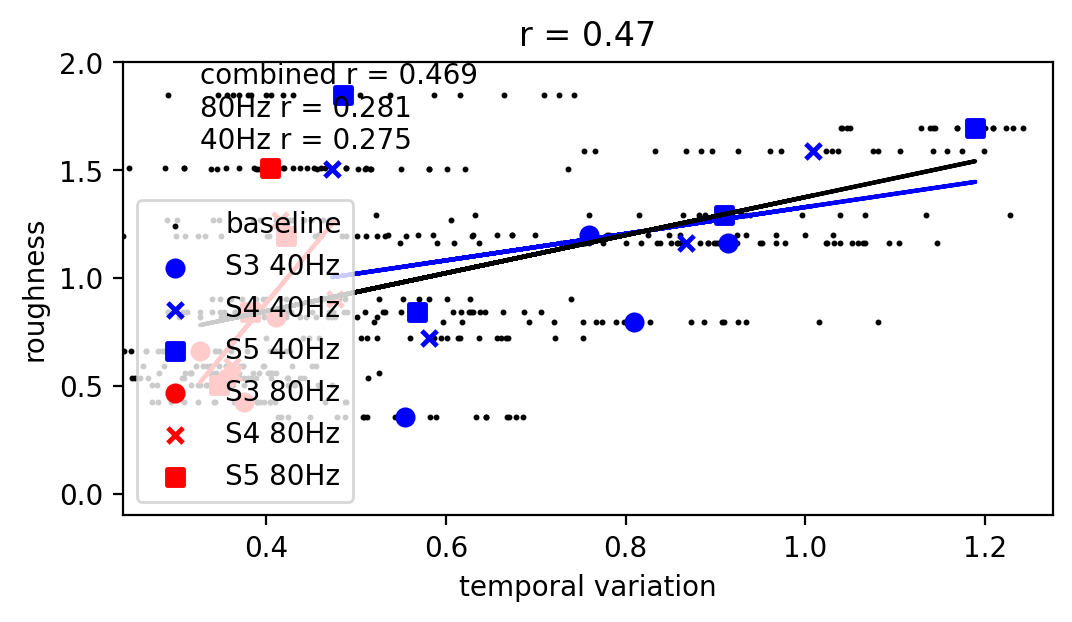 r = 0.47
combined r = 0.469
80Hz r = 0.281
40Hz r = 0.275
2.0
1.5
1.0
0.5
0.0
roughness
baseline
S3 40Hz
S4 40Hz
S5 40Hz
S3 80Hz
S4 80Hz
S5 80Hz
0.4 0.6 0.8 1.0 1.2
temporal variation